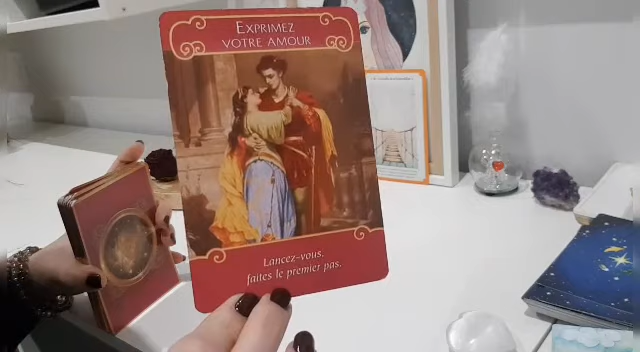 EXPRIMEZ
VOTRE AMOUR
Lancez-vous,
faites le premier pas.